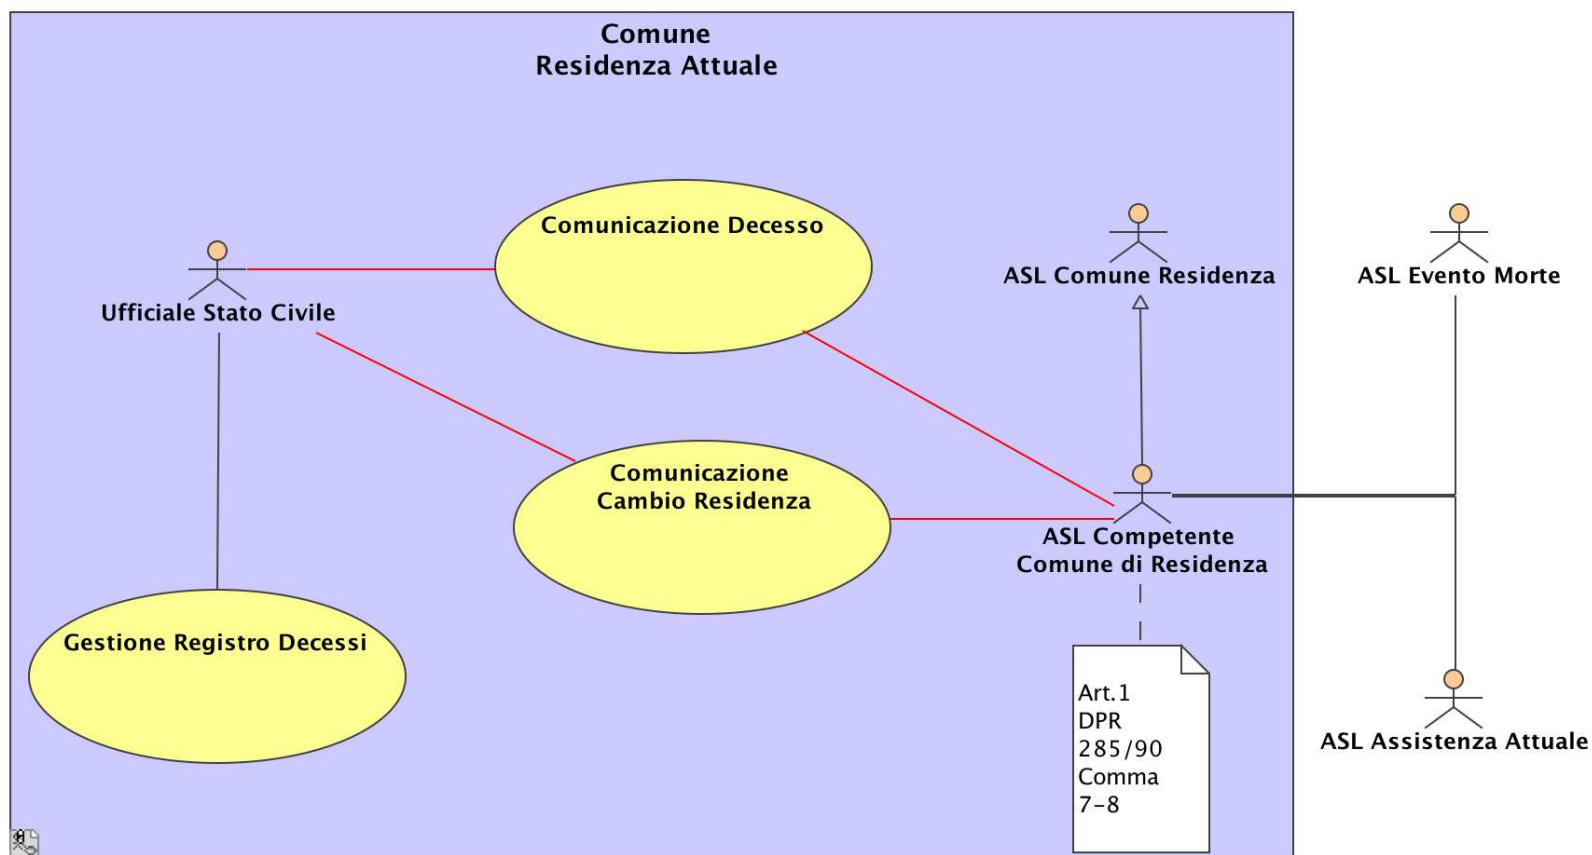 Comune
Residenza Attuale
Comunicazione Decesso
Ufficiale Stato Civile
ASL Comune Residenza
ASL Evento Morte
Comunicazione
Cambio Residenza
ASL Competente
Comune di Residenza
Gestione Registro Decessi
Art.1
DPR
285/90
Comma
7-8
ASL Assistenza Attuale